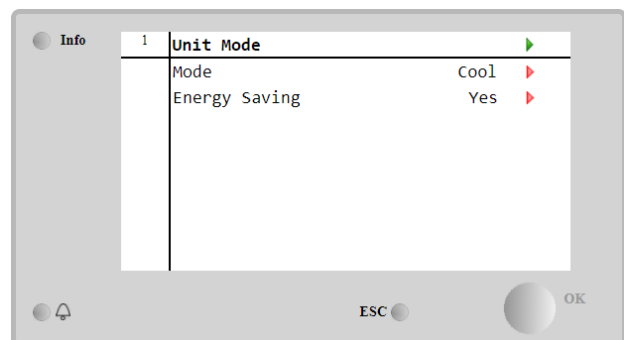 Info
1 Unit Mode
Mode Cool
Energy Saving Yes
ESC OK